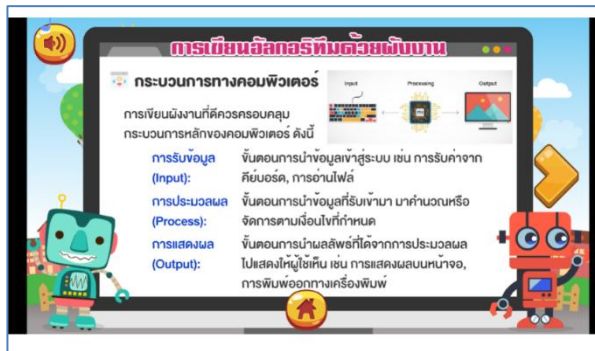 การเขียนอัลกอริทึมด้วยผังงาน
กระบวนการทางคอมพิวเตอร์
Input
Processing
Output
การเขียนผังงานที่ดีควรครอบคลุม
กระบวนการหลักของคอมพิวเตอร์ ดังนี้
การรับข้อมูล ขั้นตอนการนำข้อมูลเข้าสู่ระบบ เช่น การรับค่าจาก
(Input): คีย์บอร์ด, การอ่านไฟล์
การประมวลผล ขั้นตอนการนำข้อมูลที่รับเข้ามา มาคำนวณหรือ
(Process): จัดการตามเงื่อนไขที่กำหนด
การแสดงผล ขั้นตอนการนำผลลัพธ์ที่ได้จากการประมวลผล
(Output): ไปแสดงให้ผู้ใช้เห็น เช่น การแสดงผลบนหน้าจอ,
การพิมพ์ออกทางเครื่องพิมพ์